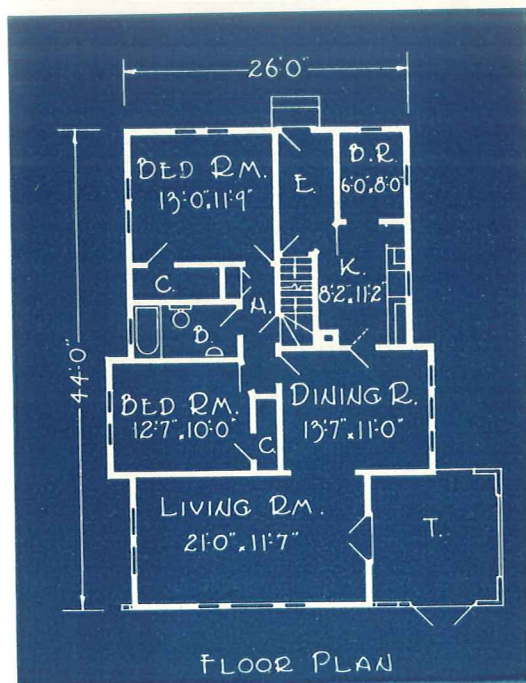 26'0"
BED RM.
13'0"x11'9"
E.
B.R.
6'0"x8'0"
K.
8'2"x11'2"
C.
H.
B.
44'0"
BED RM.
12'7"x10'0"
C.
DINING R.
13'7"x11'0"
LIVING RM.
21'0"x11'7"
T.
FLOOR PLAN